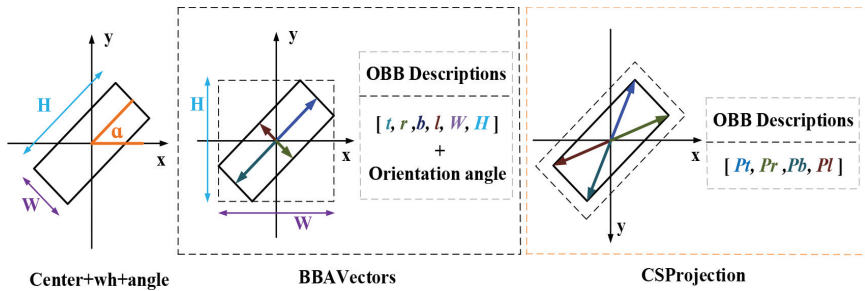 y
H
α
x
W
Center+wh+angle
y
H
x
W
OBB Descriptions
[ t, r ,b, l, W, H ]
+
Orientation angle
BBAVectors
x
y
OBB Descriptions
[ Pt, Pr ,Pb, Pl ]
CSProjection